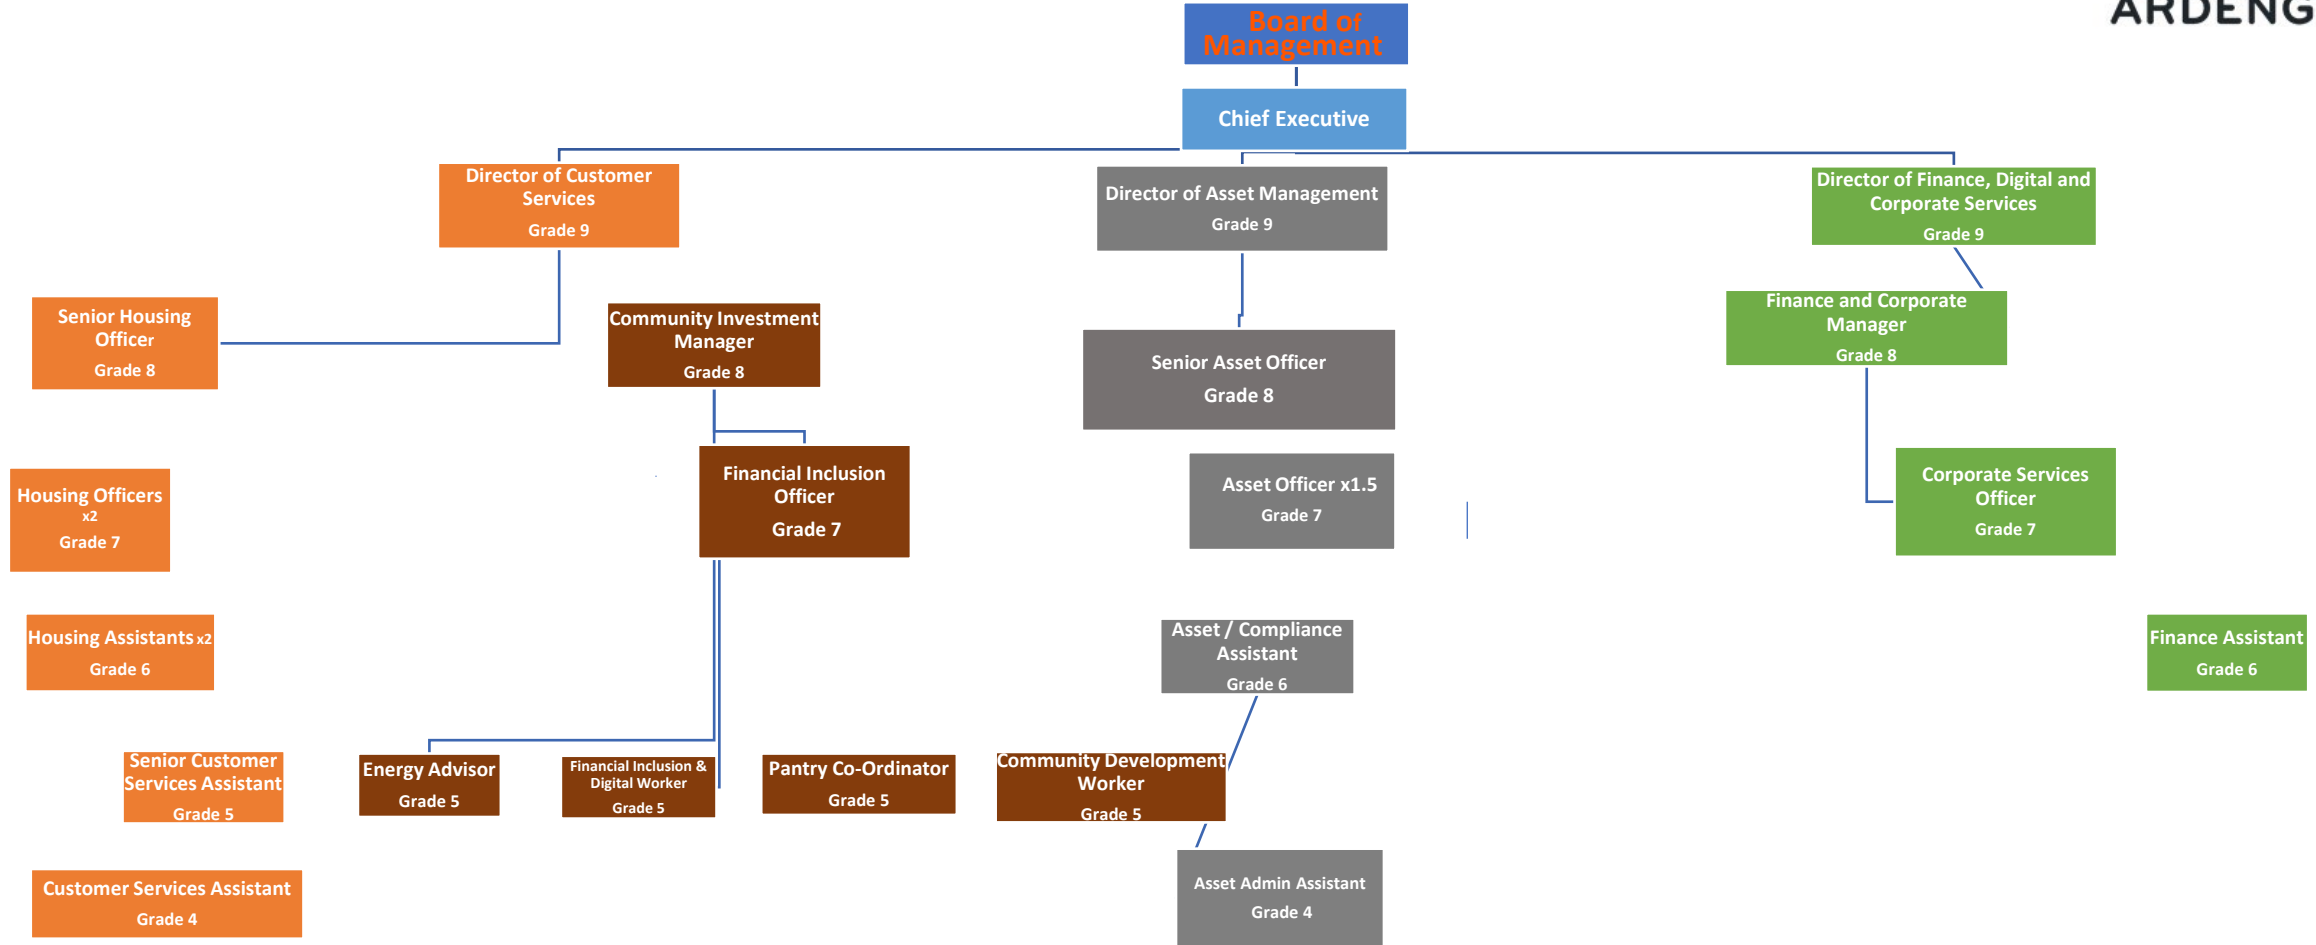 ARDENG
Board of
Management
Chief Executive
Director of Customer
Services
Grade 9
Director of Asset Management
Grade 9
Director of Finance, Digital and
Corporate Services
Grade 9
Senior Housing
Officer
Grade 8
Community Investment
Manager
Grade 8
Senior Asset Officer
Grade 8
Finance and Corporate
Manager
Grade 8
Housing Officers
x2
Grade 7
Financial Inclusion
Officer
Grade 7
Asset Officer x1.5
Grade 7
Corporate Services
Officer
Grade 7
Housing Assistants x2
Grade 6
Asset / Compliance
Assistant
Grade 6
Finance Assistant
Grade 6
Senior Customer
Services Assistant
Grade 5
Energy Advisor
Grade 5
Financial Inclusion &
Digital Worker
Grade 5
Pantry Co-Ordinator
Grade 5
Community Development
Worker
Grade 5
Customer Services Assistant
Grade 4
Asset Admin Assistant
Grade 4